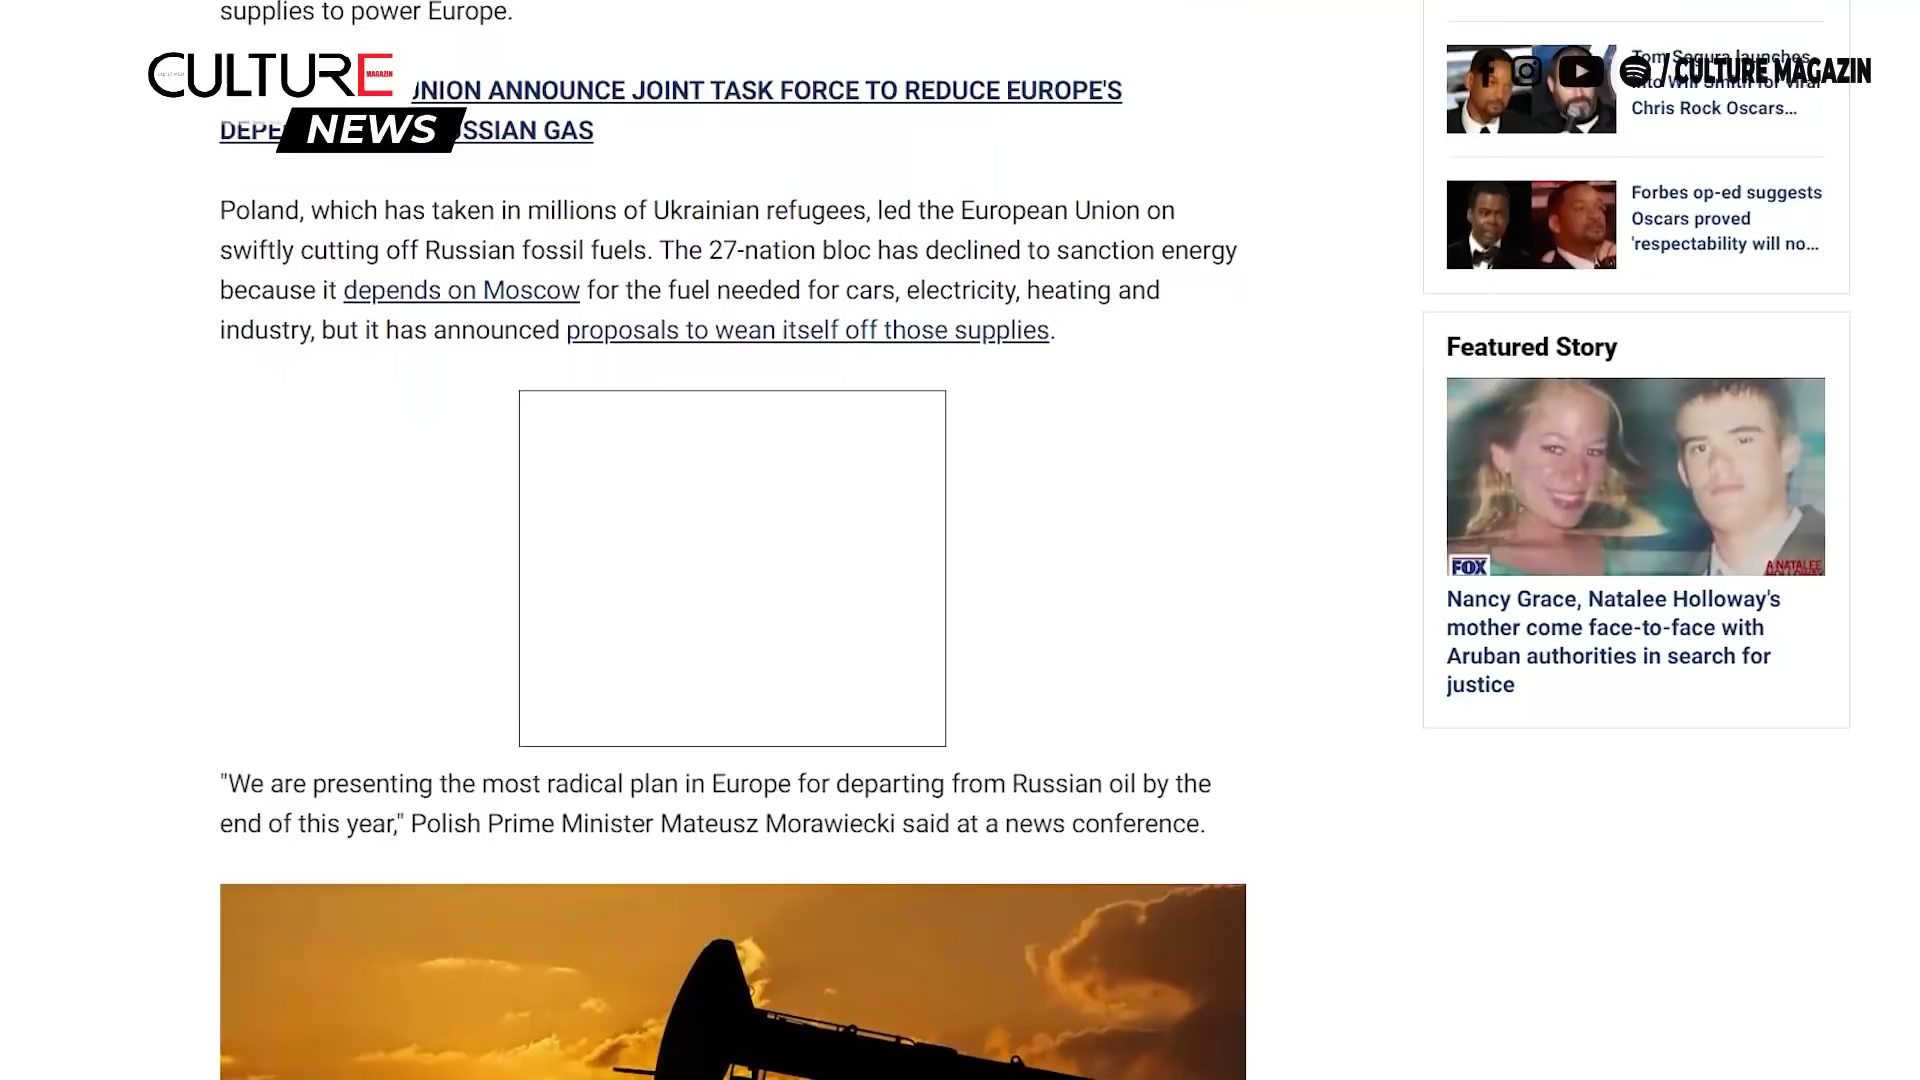 supplies to power Europe.
CULTURE
MAGAZIN
NEWS
UNION ANNOUNCE JOINT TASK FORCE TO REDUCE EUROPE'S
DEPE SSIAN GAS
Poland, which has taken in millions of Ukrainian refugees, led the European Union on
swiftly cutting off Russian fossil fuels. The 27-nation bloc has declined to sanction energy
because it depends on Moscow for the fuel needed for cars, electricity, heating and
industry, but it has announced proposals to wean itself off those supplies.
"We are presenting the most radical plan in Europe for departing from Russian oil by the
end of this year," Polish Prime Minister Mateusz Morawiecki said at a news conference.
/ CULTURE MAGAZIN
Tom Segura launches
into Will Smith for viral
Chris Rock Oscars...
Forbes op-ed suggests
Oscars proved
'respectability will no...
Featured Story
FOX
A NATALEE
HOLLOWAY
Nancy Grace, Natalee Holloway's
mother come face-to-face with
Aruban authorities in search for
justice